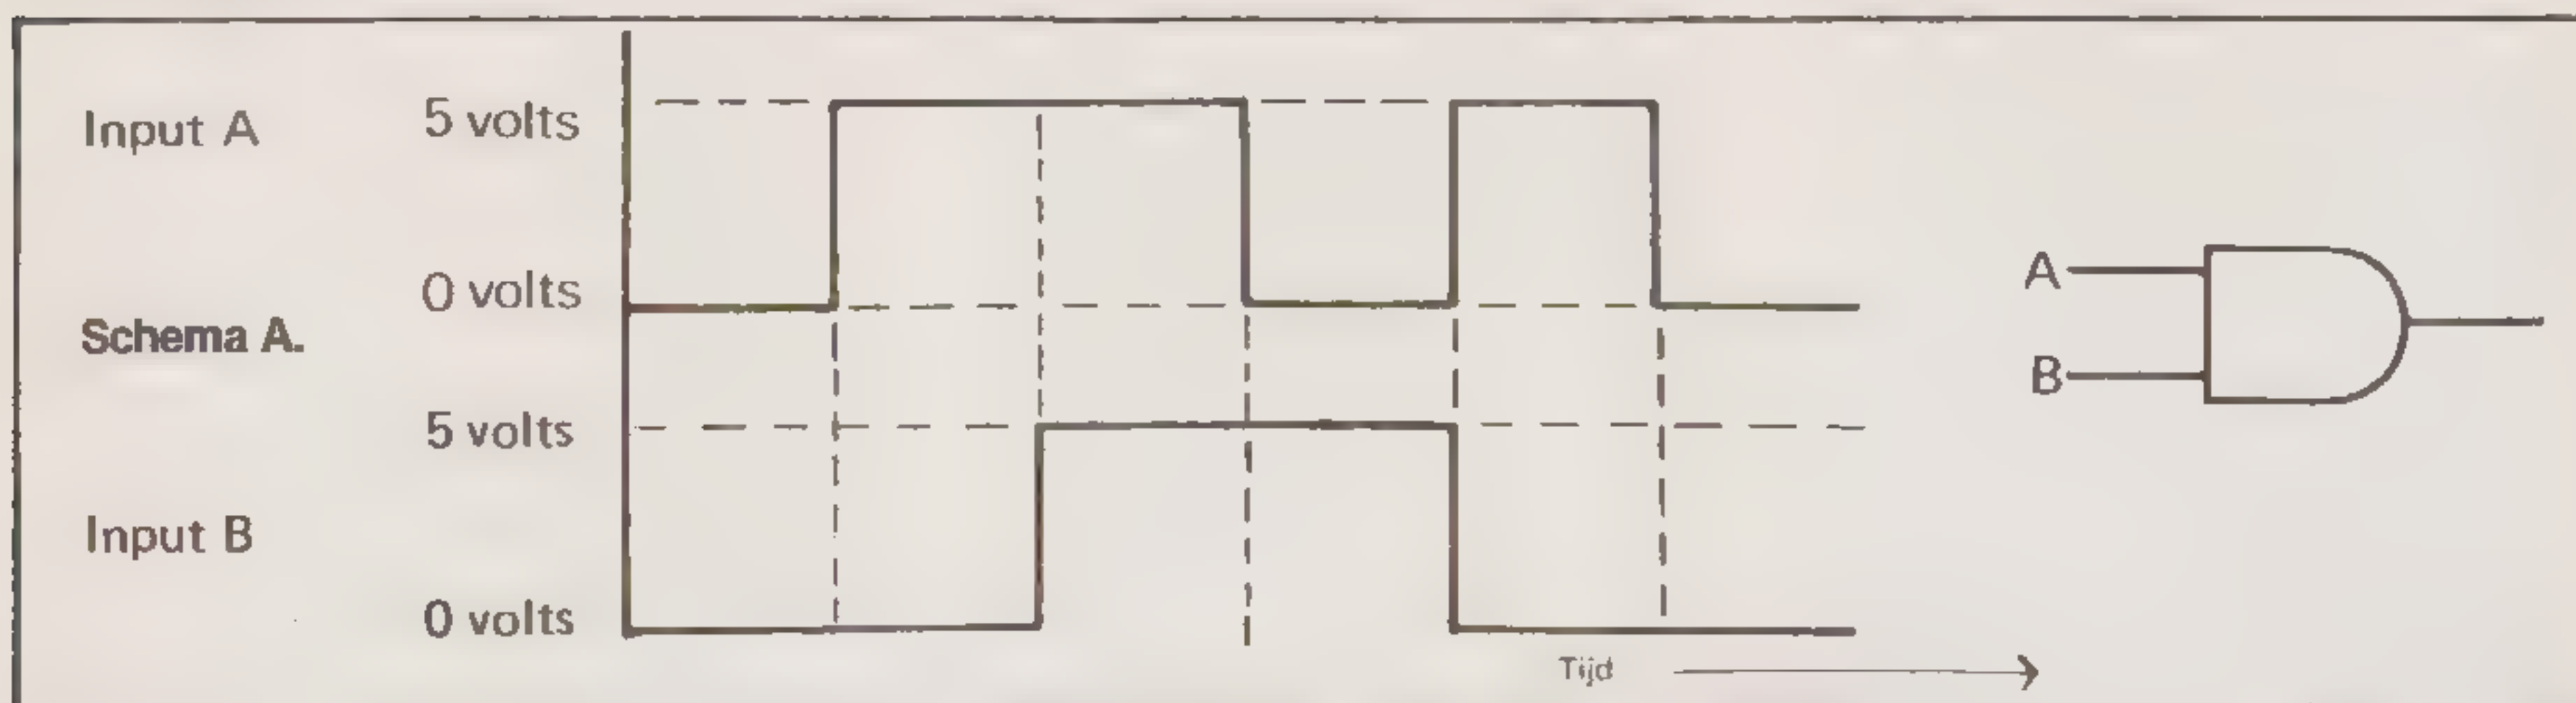 Input A
5 volts
0 volts
Schema A.
5 volts
Input B
0 volts
Tijd
A
B